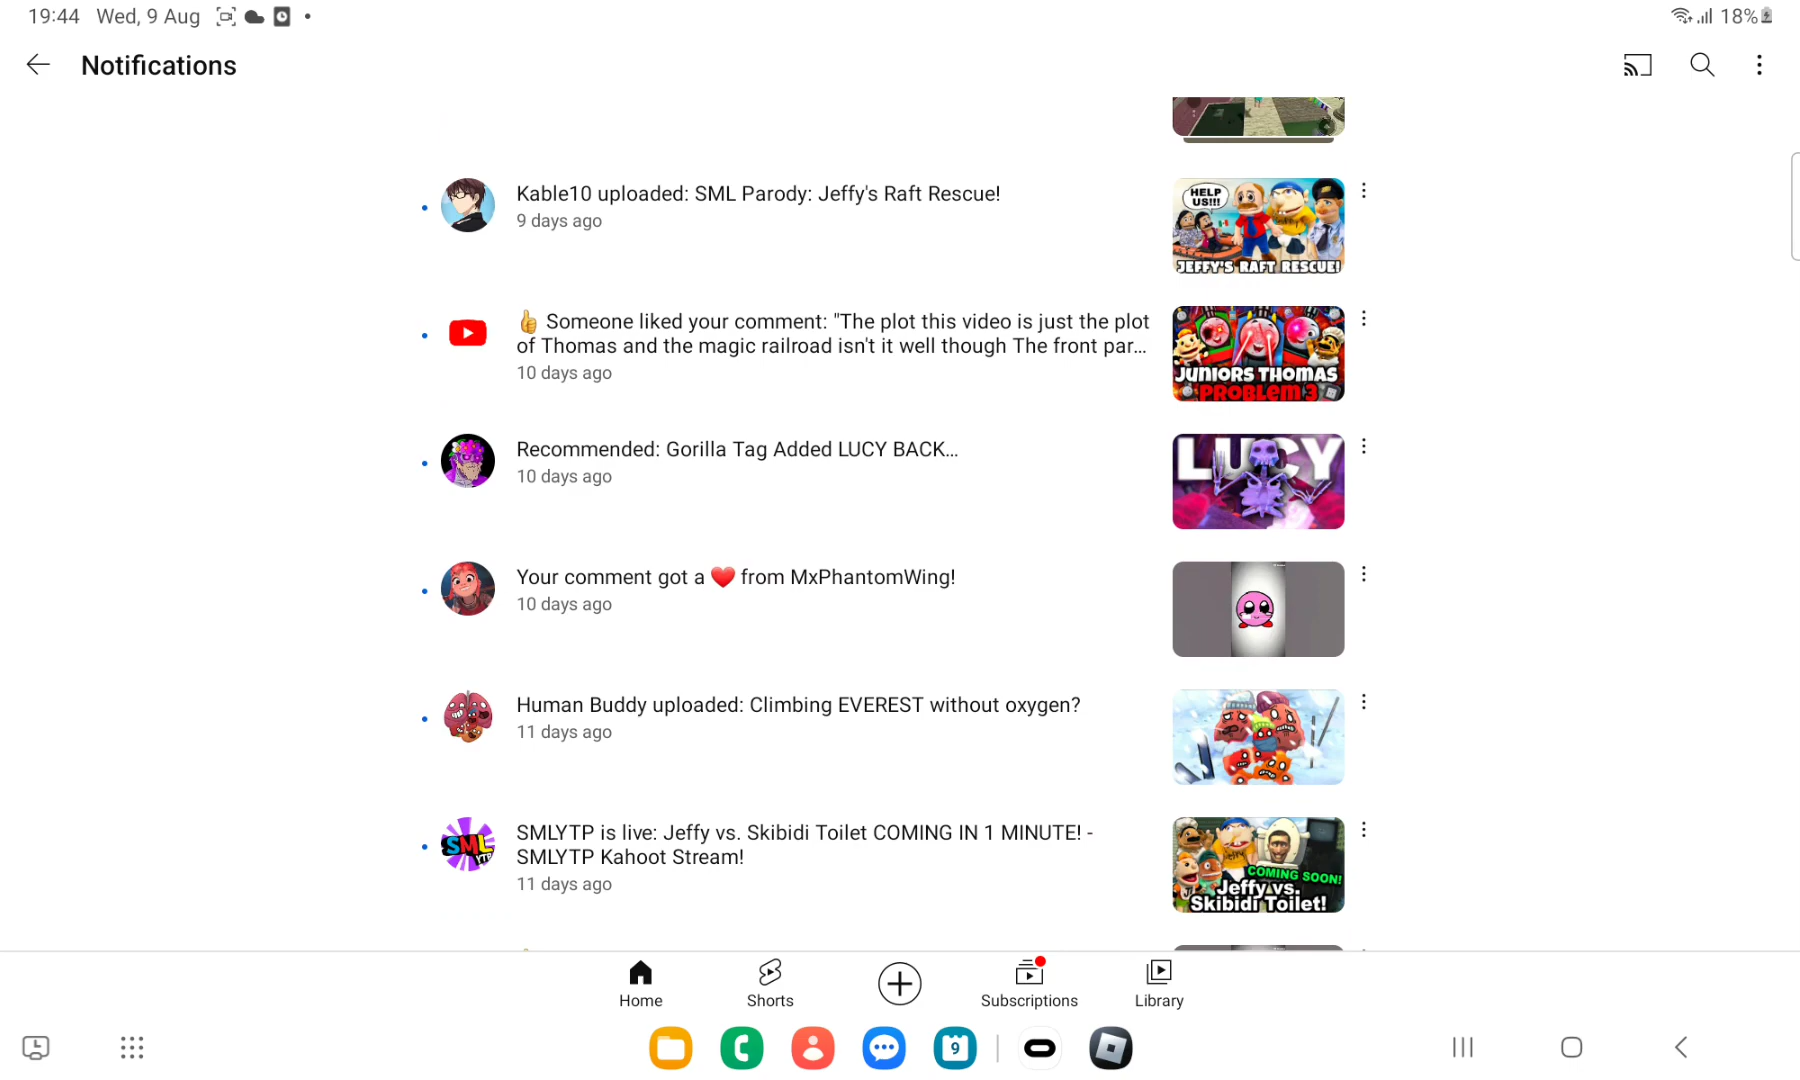 19:44 Wed, 9 Aug 18%
Notifications
Kable10 uploaded: SML Parody: Jeffy's Raft Rescue!
9 days ago
HELP
US!!!
JEFFY'S RAFT RESCUE!
👍 Someone liked your comment: "The plot this video is just the plot
of Thomas and the magic railroad isn't it well though The front par...
10 days ago
JUNIORS THOMAS
PROBLEM 3
Recommended: Gorilla Tag Added LUCY BACK...
10 days ago
LUCY
Your comment got a ❤️ from MxPhantomWing!
10 days ago
Human Buddy uploaded: Climbing EVEREST without oxygen?
11 days ago
SML
YTP
SMLYTP is live: Jeffy vs. Skibidi Toilet COMING IN 1 MINUTE! -
SMLYTP Kahoot Stream!
11 days ago
COMING SOON!
Jeffy vs.
Skibidi Toilet!
Home Shorts Subscriptions Library
9